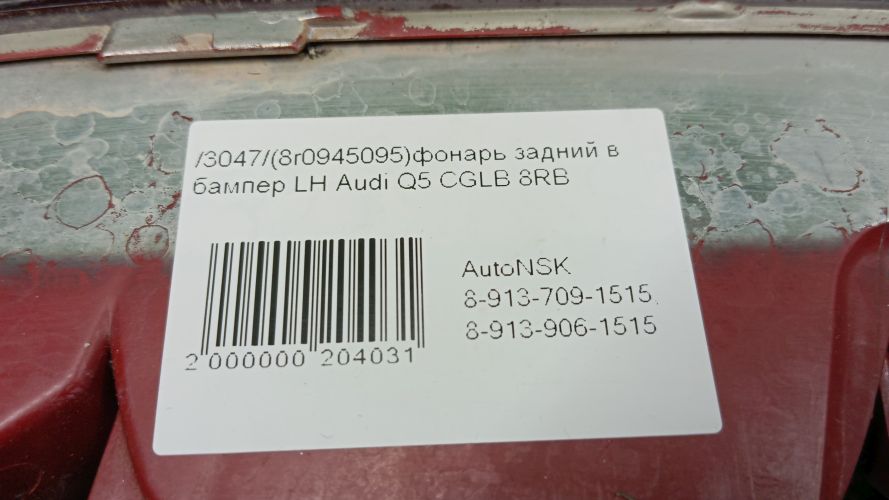 /3047/(8r0945095)фонарь задний в
бампер LH Audi Q5 CGLB 8RB
AutoNSK
8-913-709-1515,
8-913-906-1515
2 000000 204031